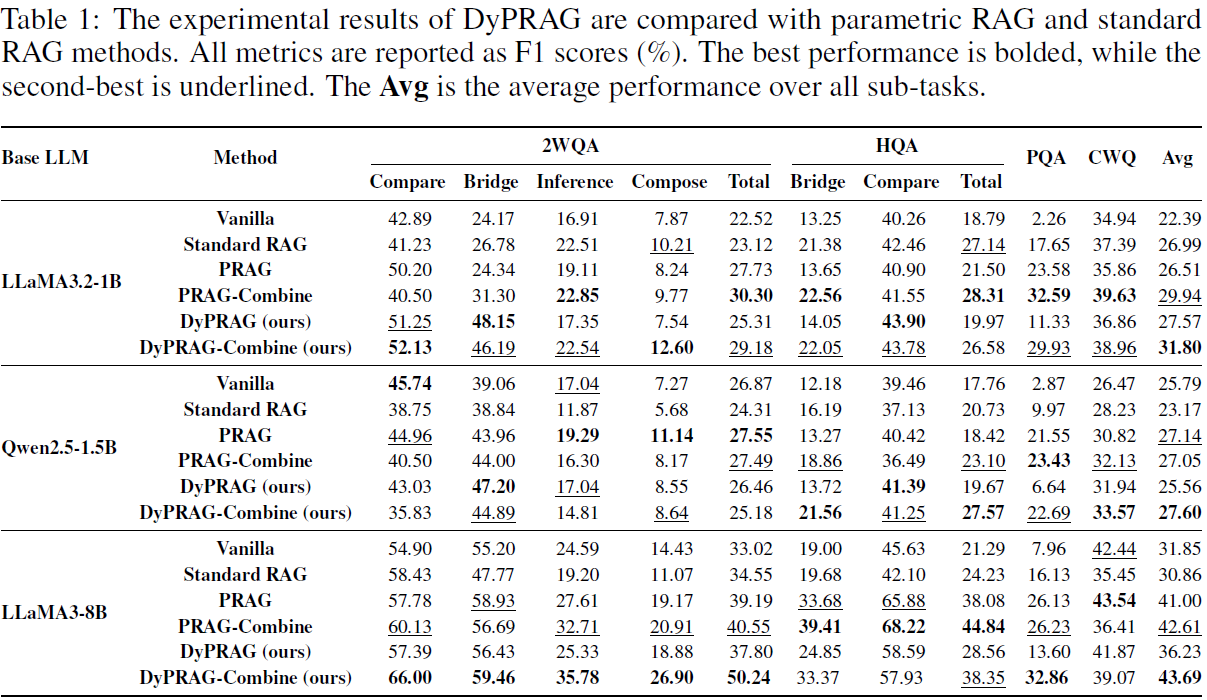 Table 1: The experimental results of DyPRAG are compared with parametric RAG and standard
RAG methods. All metrics are reported as F1 scores (%). The best performance is bolded, while the
second-best is underlined. The Avg is the average performance over all sub-tasks.
Base LLM Method 2WQA HQA PQA CWQ Avg
Compare Bridge Inference Compose Total Bridge Compare Total
LLaMA3.2-1B
Vanilla 42.89 24.17 16.91 7.87 22.52 13.25 40.26 18.79 2.26 34.94 22.39
Standard RAG 41.23 26.78 22.51 10.21 23.12 21.38 42.46 27.14 17.65 37.39 26.99
PRAG 50.20 24.34 19.11 8.24 27.73 13.65 40.90 21.50 23.58 35.86 26.51
PRAG-Combine 40.50 31.30 22.85 9.77 30.30 22.56 41.55 28.31 32.59 39.63 29.94
DyPRAG (ours) 51.25 48.15 17.35 7.54 25.31 14.05 43.90 19.97 11.33 36.86 27.57
DyPRAG-Combine (ours) 52.13 46.19 22.54 12.60 29.18 22.05 43.78 26.58 29.93 38.96 31.80
Qwen2.5-1.5B
Vanilla 45.74 39.06 17.04 7.27 26.87 12.18 39.46 17.76 2.87 26.47 25.79
Standard RAG 38.75 38.84 11.87 5.68 24.31 16.19 37.13 20.73 9.97 28.23 23.17
PRAG 44.96 43.96 19.29 11.14 27.55 13.27 40.42 18.42 21.55 30.82 27.14
PRAG-Combine 40.50 44.00 16.30 8.17 27.49 18.86 36.49 23.10 23.43 32.13 27.05
DyPRAG (ours) 43.03 47.20 17.04 8.55 26.46 13.72 41.39 19.67 6.64 31.94 25.56
DyPRAG-Combine (ours) 35.83 44.89 14.81 8.64 25.18 21.56 41.25 27.57 22.69 33.57 27.60
LLaMA3-8B
Vanilla 54.90 55.20 24.59 14.43 33.02 19.00 45.63 21.29 7.96 42.44 31.85
Standard RAG 58.43 47.77 19.20 11.07 34.55 19.68 42.10 24.23 16.13 35.45 30.86
PRAG 57.78 58.93 27.61 19.17 39.19 33.68 65.88 38.08 26.13 43.54 41.00
PRAG-Combine 60.13 56.69 32.71 20.91 40.55 39.41 68.22 44.84 26.23 36.41 42.61
DyPRAG (ours) 57.39 56.43 25.33 18.88 37.80 24.85 58.59 28.56 13.60 41.87 36.23
DyPRAG-Combine (ours) 66.00 59.46 35.78 26.90 50.24 33.37 57.93 38.35 32.86 39.07 43.69